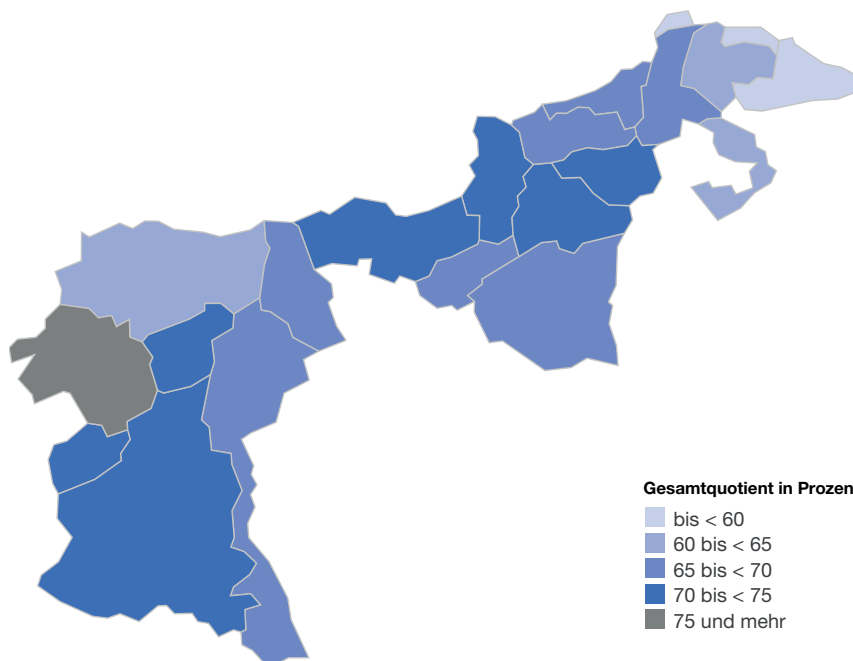 Gesamtquotient in Prozen
bis < 60
60 bis < 65
65 bis < 70
70 bis < 75
75 und mehr